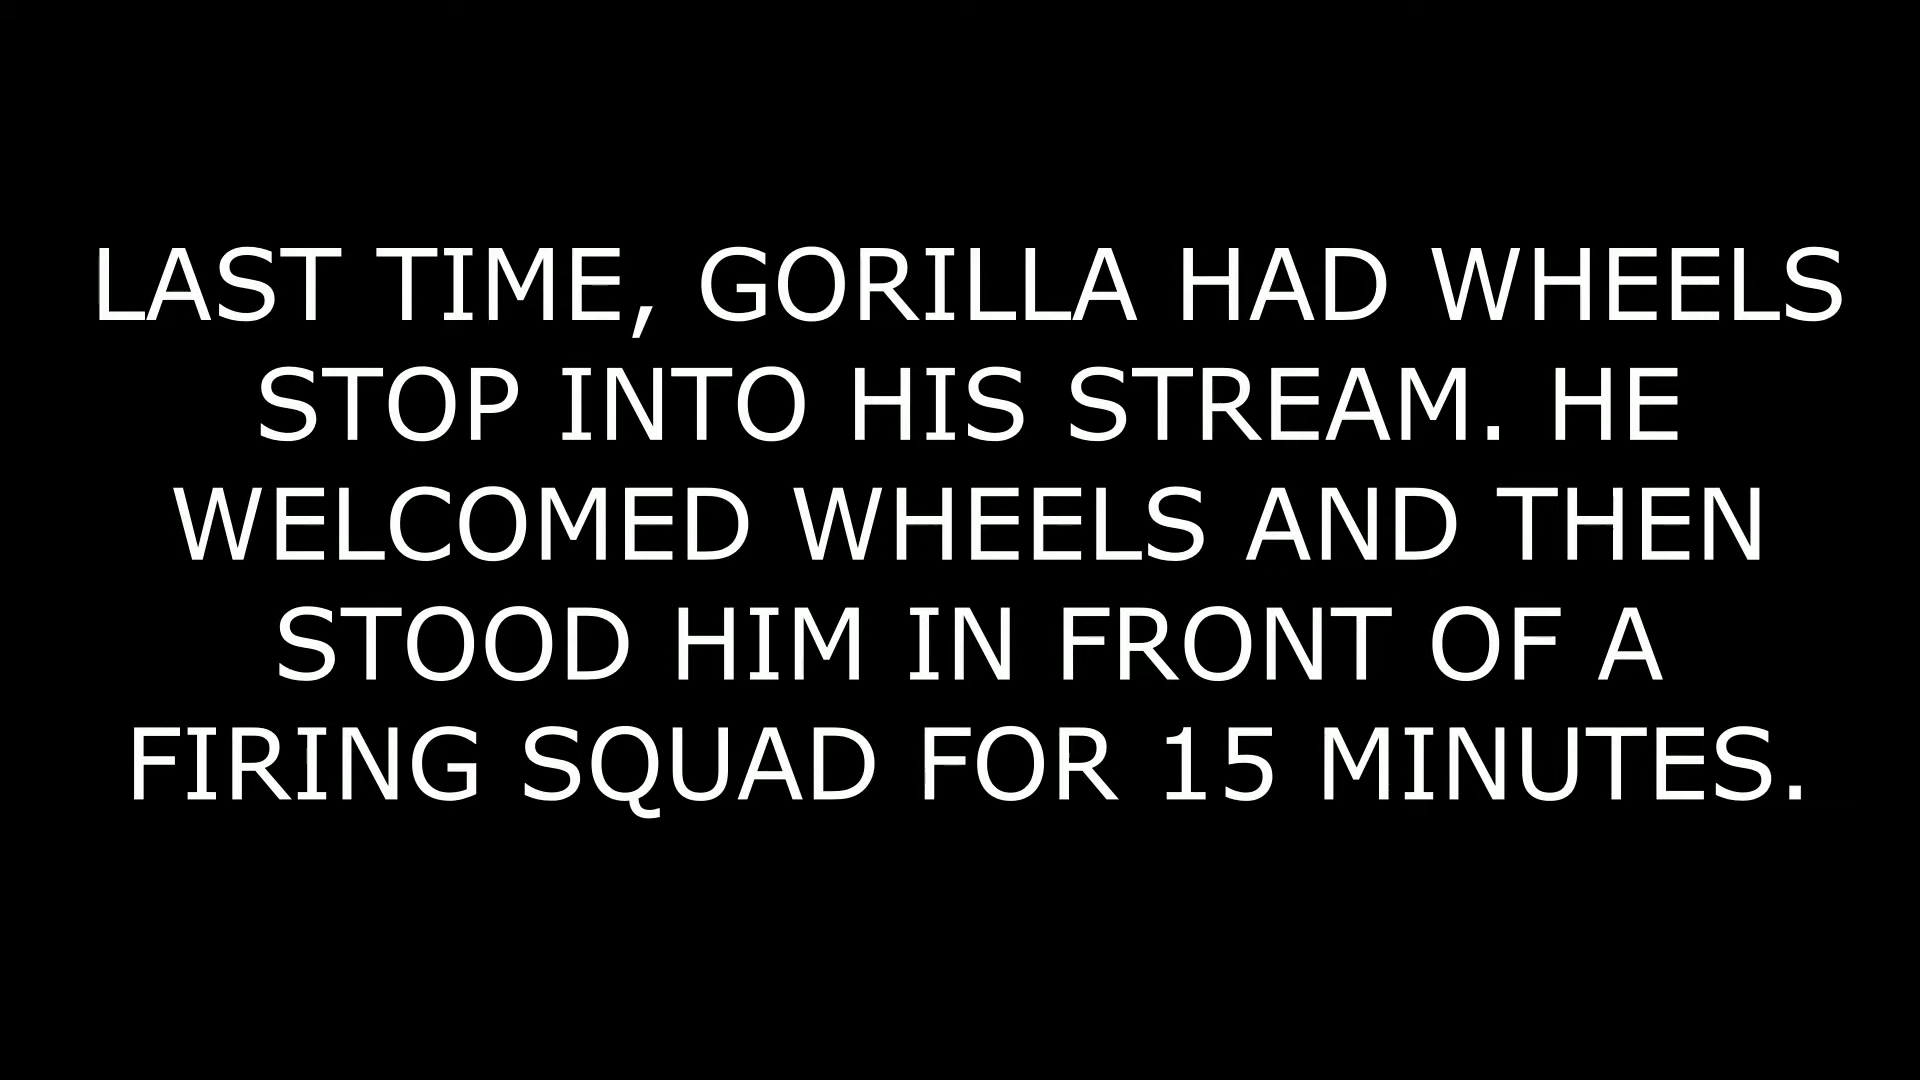 LAST TIME, GORILLA HAD WHEELS
STOP INTO HIS STREAM. HE
WELCOMED WHEELS AND THEN
STOOD HIM IN FRONT OF A
FIRING SQUAD FOR 15 MINUTES.